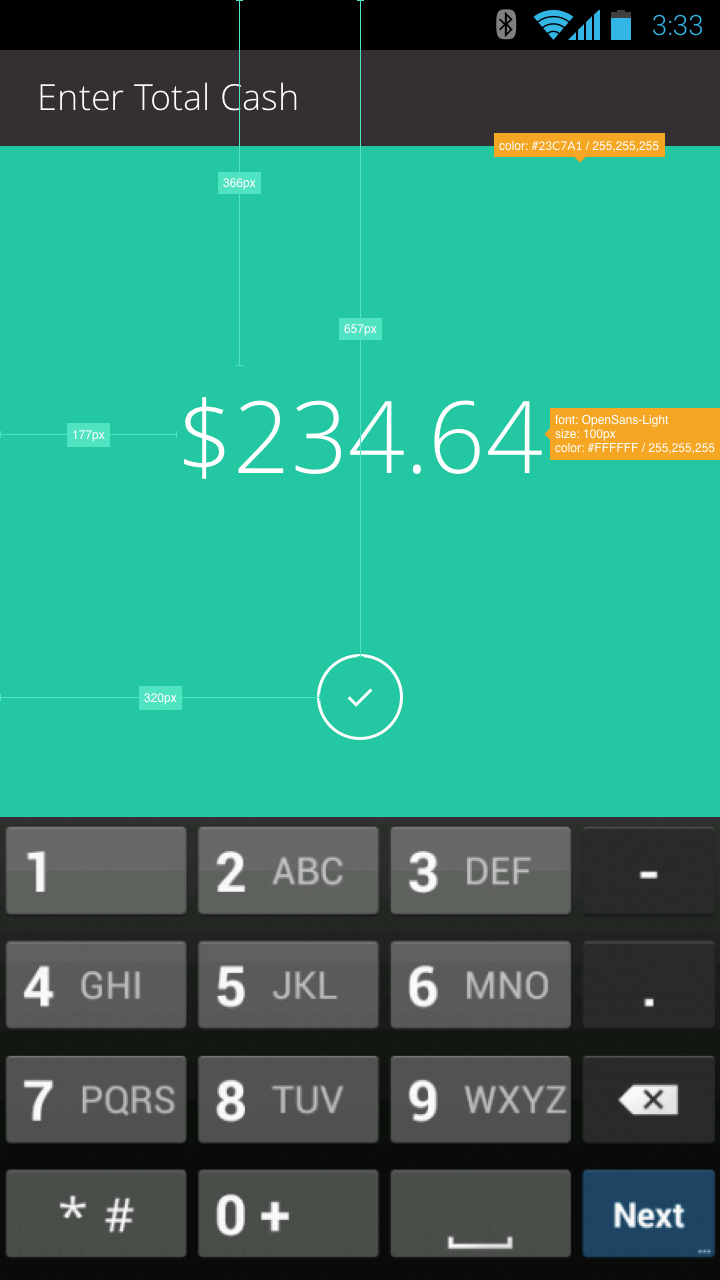 3:33
Enter Total Cash
color: #23C7A1 / 255,255,255
366px
657px
$234.64
177px
font: OpenSans-Light
size: 100px
color: #FFFFFF / 255,255,255
320px
1 2 ABC 3 DEF -
4 GHI 5 JKL 6 MNO .
7 PQRS 8 TUV 9 WXYZ
* # 0 + Next ...